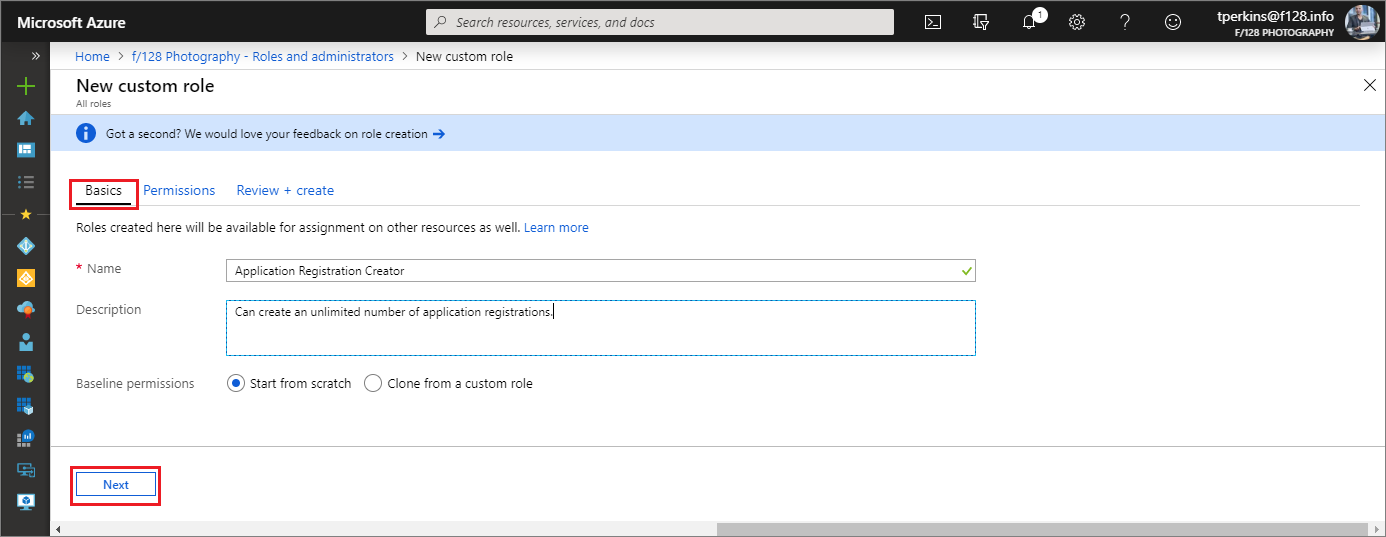 Microsoft Azure
Search resources, services, and docs
1
tperkins@f128.info
F/128 PHOTOGRAPHY
Home > f/128 Photography - Roles and administrators > New custom role
New custom role
All roles
Got a second? We would love your feedback on role creation →
Basics Permissions Review + create
Roles created here will be available for assignment on other resources as well. Learn more
* Name Application Registration Creator
Description Can create an unlimited number of application registrations.
Baseline permissions Start from scratch Clone from a custom role
Next